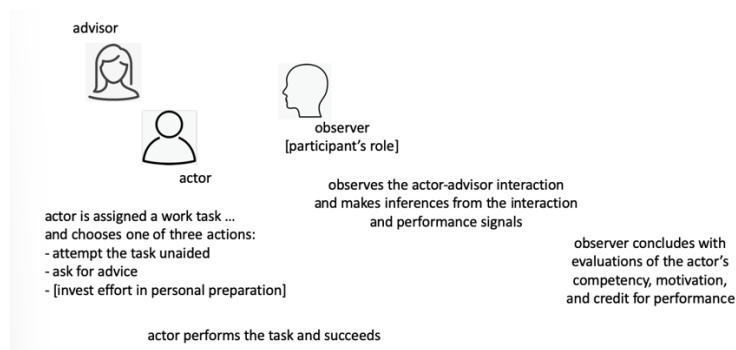 advisor
observer
[participant's role]
actor
observes the actor-advisor interaction
and makes inferences from the interaction
and performance signals
actor is assigned a work task ...
and chooses one of three actions:
- attempt the task unaided
- ask for advice
- [invest effort in personal preparation]
observer concludes with
evaluations of the actor's
competency, motivation,
and credit for performance
actor performs the task and succeeds